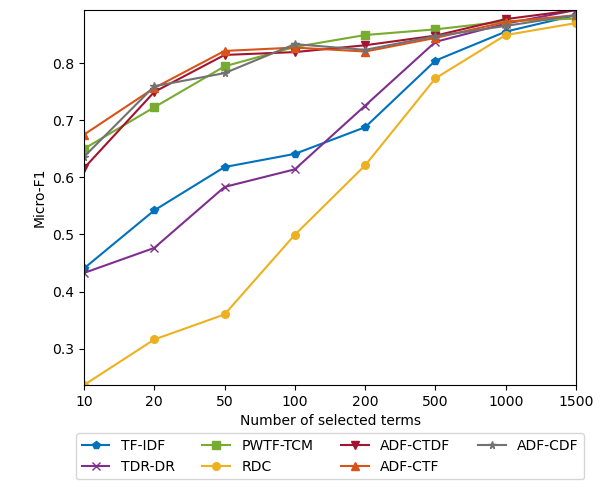 0.8
0.7
0.6
0.5
0.4
0.3
Micro-F1
10 20 50 100 200 500 1000 1500
Number of selected terms
TF-IDF PWTF-TCM ADF-CTDF ADF-CDF
TDR-DR RDC ADF-CTF